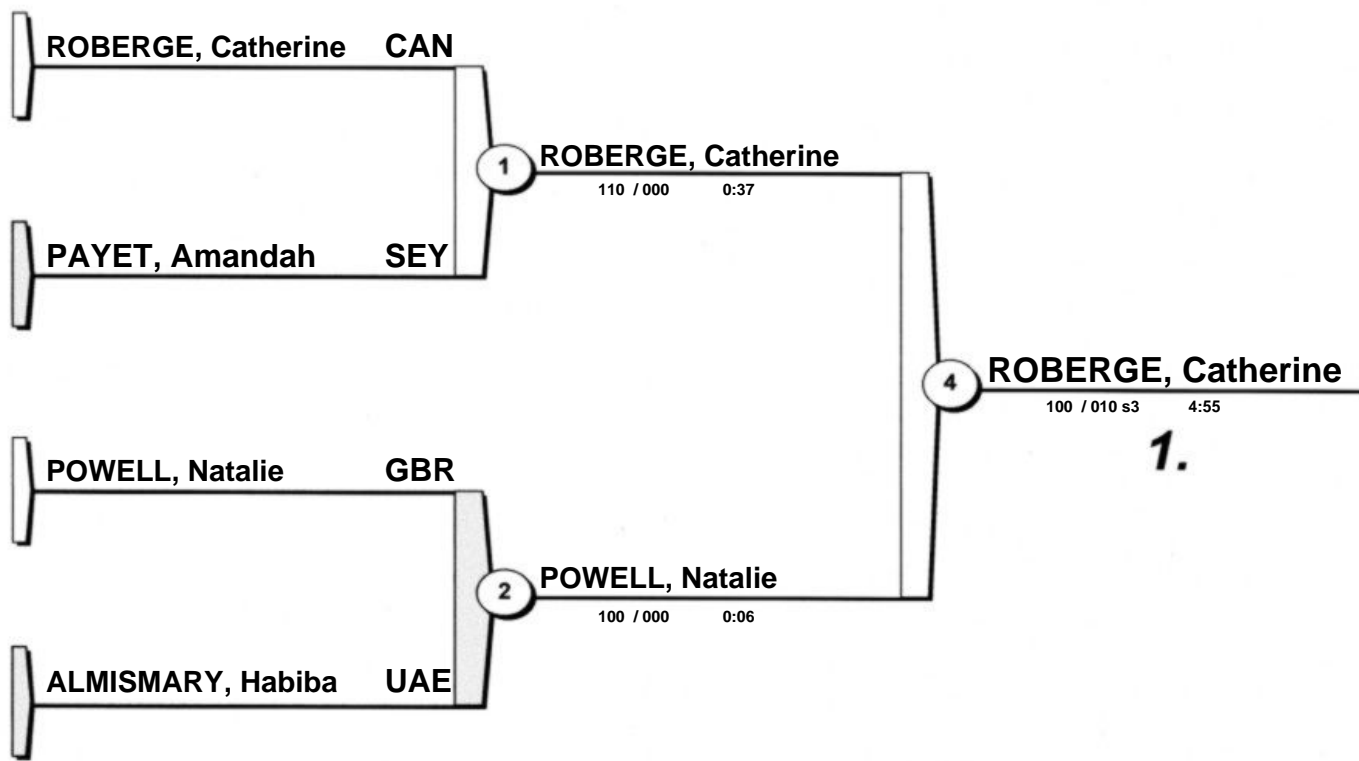 ROBERGE, Catherine CAN
1 ROBERGE, Catherine
110 / 000 0:37
PAYET, Amandah SEY
4 ROBERGE, Catherine
100 / 010 s3 4:55
1.
POWELL, Natalie GBR
2 POWELL, Natalie
100 / 000 0:06
ALMISMARY, Habiba UAE